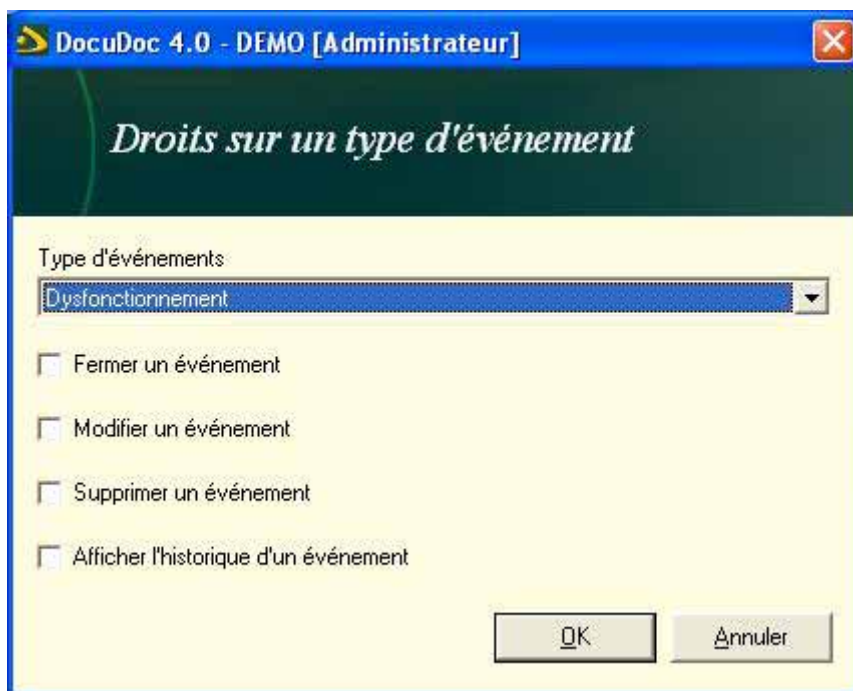 DocuDoc 4.0 - DEMO [Administrateur]
Droits sur un type d'événement
Type d'événements
Dysfonctionnement
Fermer un événement
Modifier un événement
Supprimer un événement
Afficher l'historique d'un événement
OK Annuler